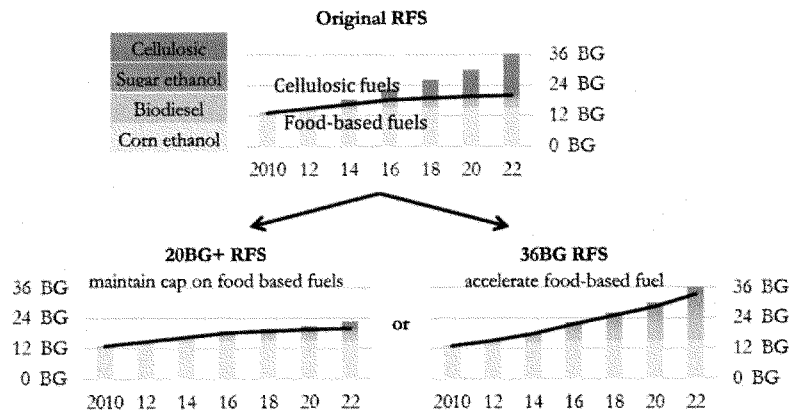 Original RFS
Cellulosic
Sugar ethanol
Biodiesel
Corn ethanol
Cellulosic fuels
Food-based fuels
36 BG
24 BG
12 BG
0 BG
2010 12 14 16 18 20 22
20BG+ RFS
maintain cap on food based fuels
36 BG
24 BG
12 BG
0 BG
2010 12 14 16 18 20 22
or
36BG RFS
accelerate food-based fuel
36 BG
24 BG
12 BG
0 BG
2010 12 14 16 18 20 22